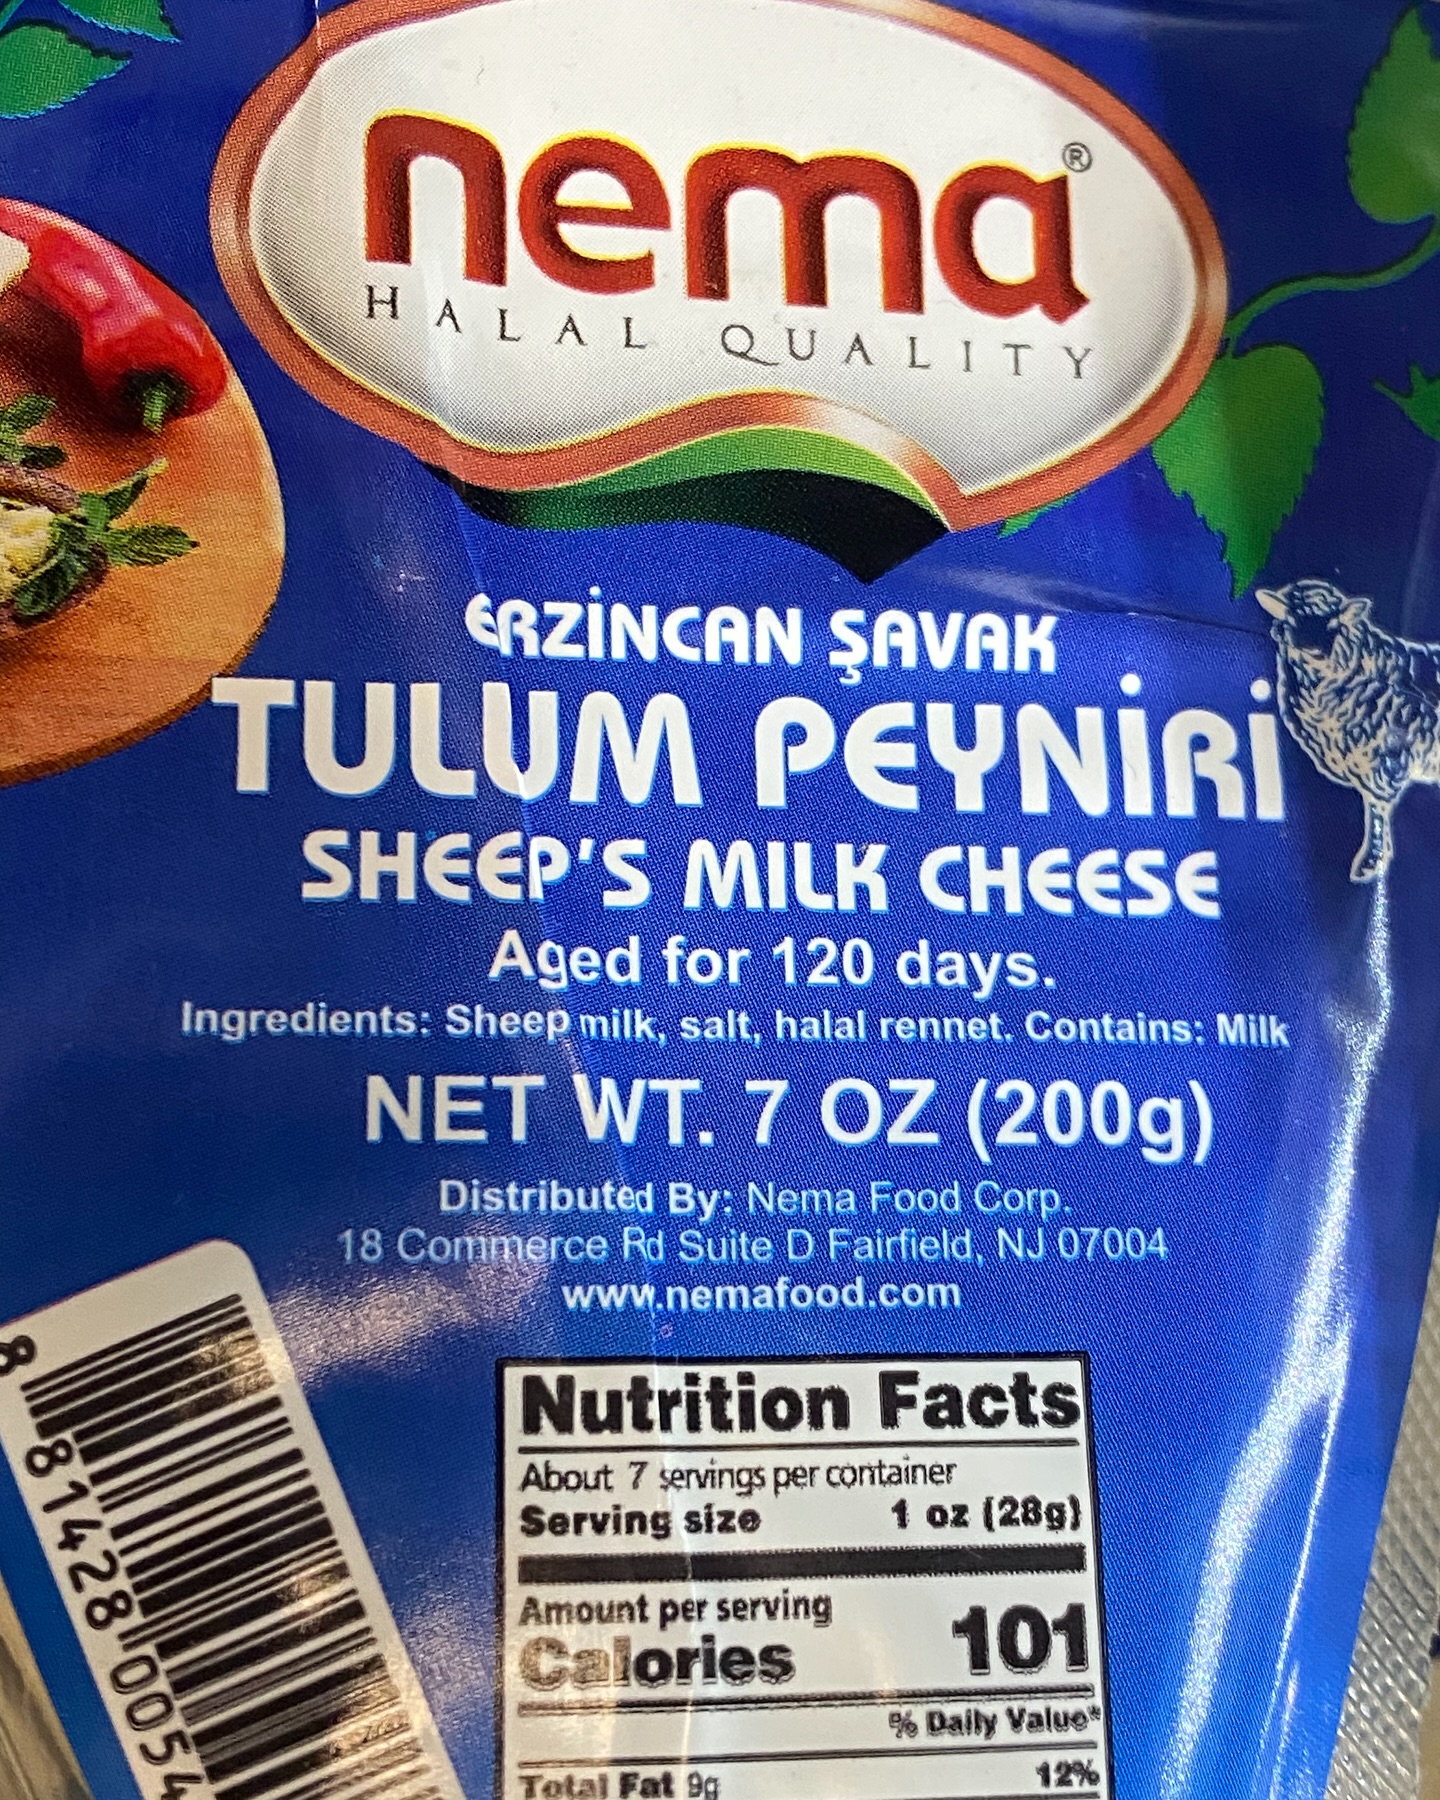 nema®
HALAL QUALITY
ERZİNCAN ŞAVAK
TULUM PEYNİRİ
SHEEP'S MILK CHEESE
Aged for 120 days.
Ingredients: Sheep milk, salt, halal rennet. Contains: Milk
NET WT. 7 OZ (200g)
Distributed By: Nema Food Corp.
18 Commerce Rd Suite D Fairfield, NJ 07004
www.nemafood.com
8 81428 0054
Nutrition Facts
About 7 servings per container
Serving size 1 oz (28g)
Amount per serving
Calories 101
% Daily Value*
Total Fat 9g 12%